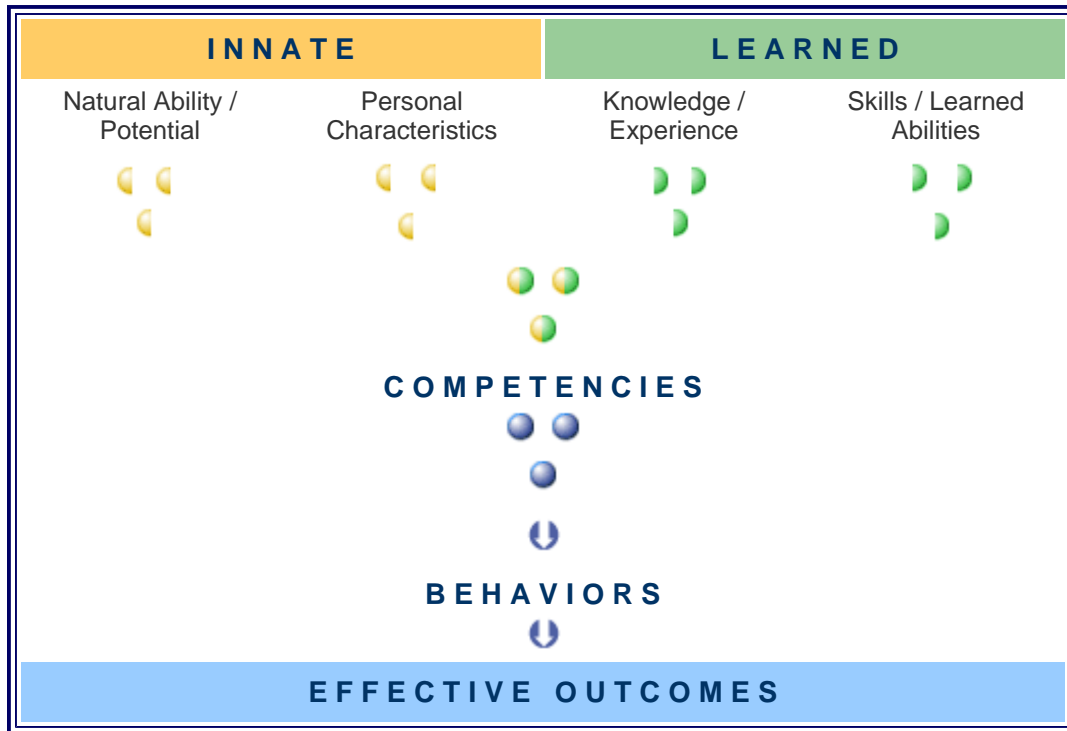 INNATE LEARNED
Natural Ability / Potential
Personal Characteristics
Knowledge / Experience
Skills / Learned Abilities
COMPETENCIES
BEHAVIORS
EFFECTIVE OUTCOMES